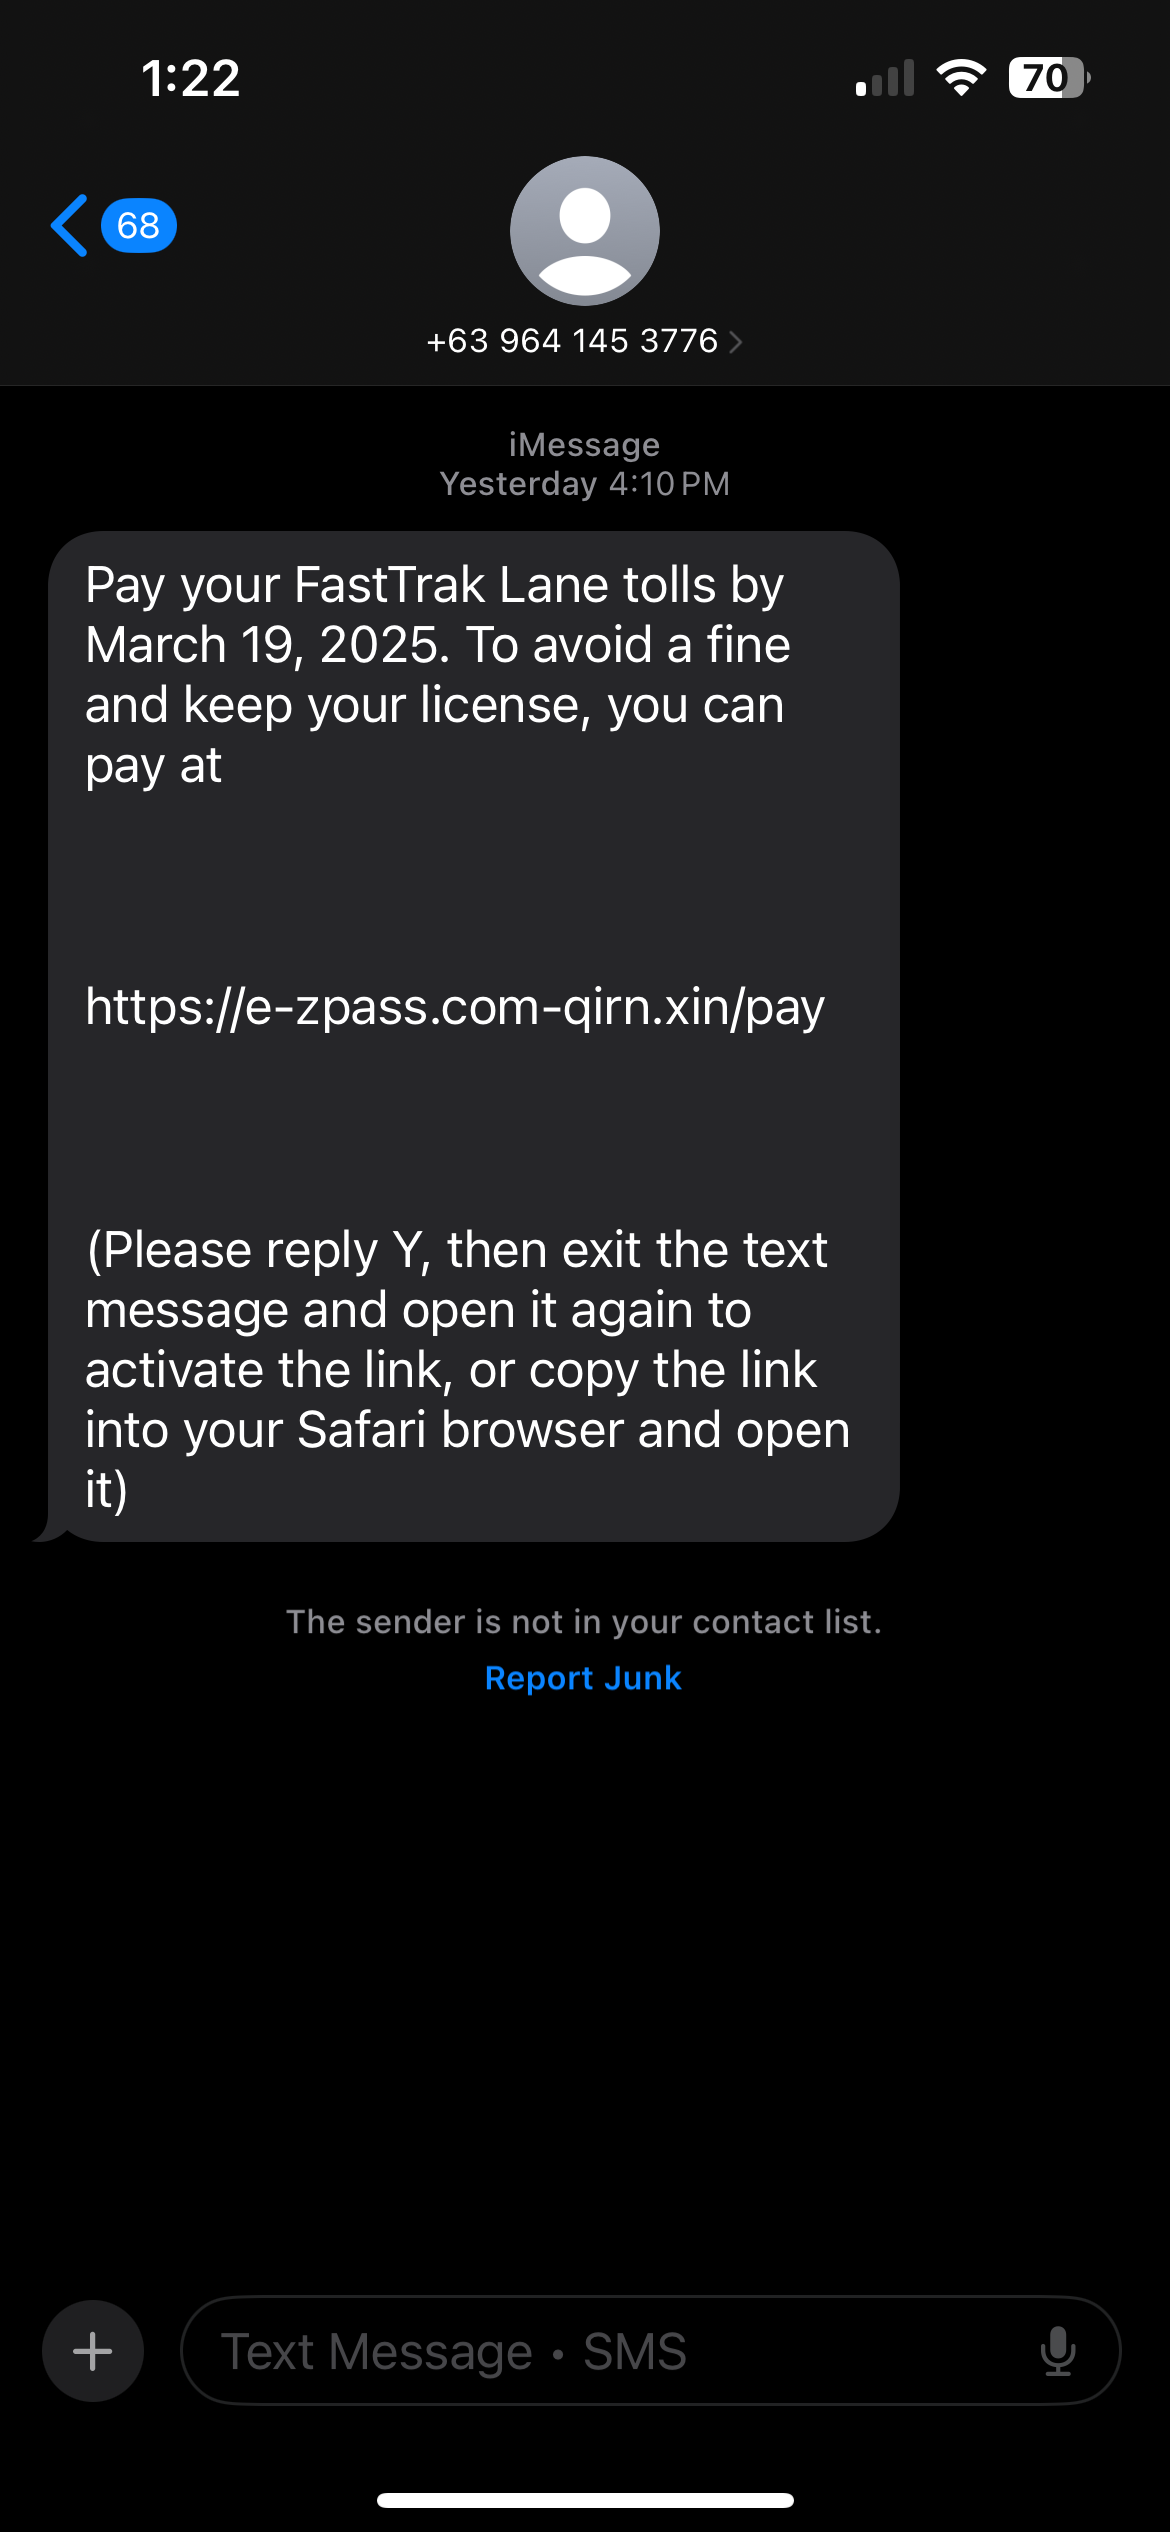 1:22
70
68
+63 964 145 3776
iMessage
Yesterday 4:10 PM
Pay your FastTrak Lane tolls by
March 19, 2025. To avoid a fine
and keep your license, you can
pay at
https://e-zpass.com-qirn.xin/pay
(Please reply Y, then exit the text
message and open it again to
activate the link, or copy the link
into your Safari browser and open
it)
The sender is not in your contact list.
Report Junk
Text Message • SMS